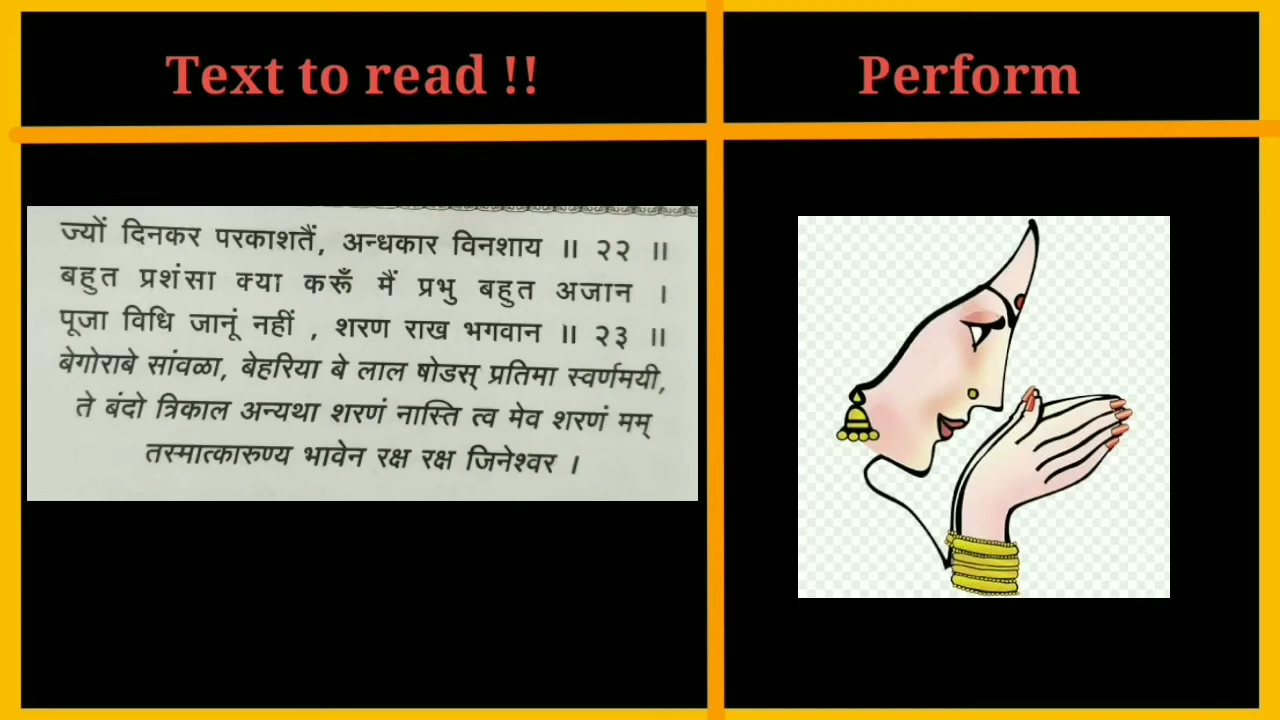 Text to read !!
Perform
ज्यों दिनकर परकाशतैं, अन्धकार विनशाय ॥ २२ ॥
बहुत प्रशंसा क्या करूँ मैं प्रभु बहुत अजान ।
पूजा विधि जानूं नहीं , शरण राख भगवान ॥ २३ ॥
बेगोराबे सांवळा, बेहरिया बे लाल षोडस् प्रतिमा स्वर्णमयी,
ते बंदो त्रिकाल अन्यथा शरणं नास्ति त्व मेव शरणं मम्
तस्मात्कारुण्य भावेन रक्ष रक्ष जिनेश्वर ।